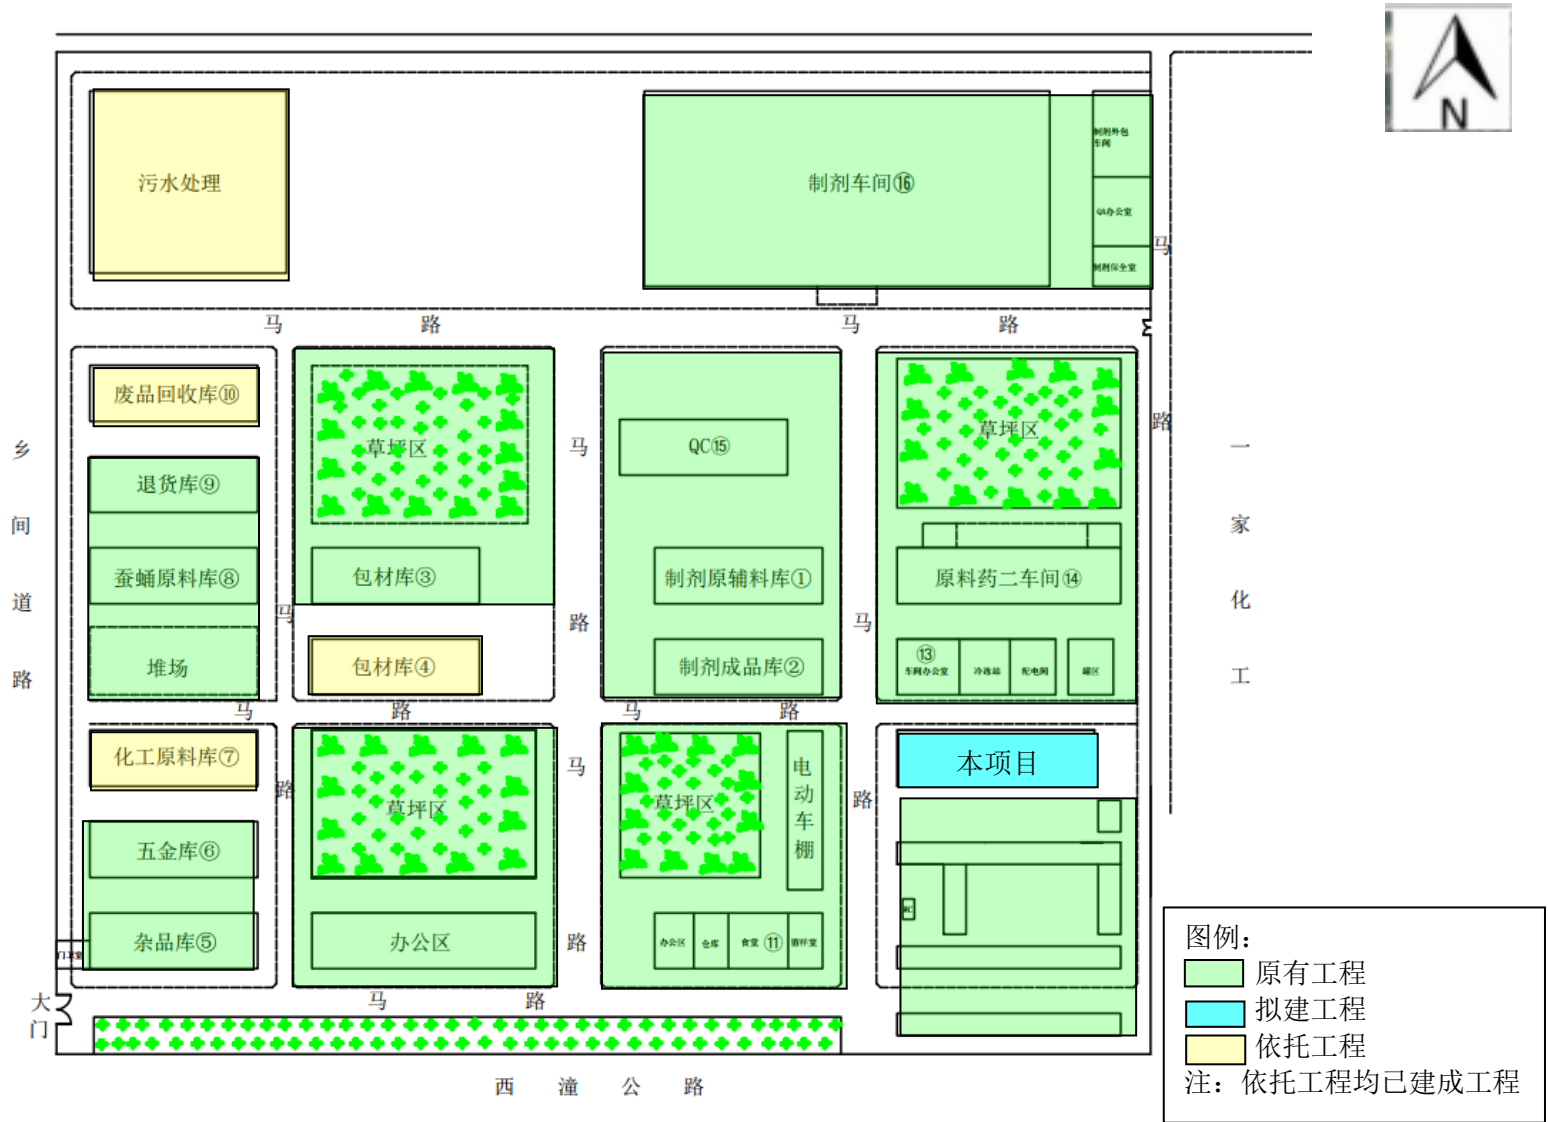 N
污水处理
制剂车间⑯
制剂外包
车间
QA办公室
制剂保全室
马
路
马 路
马 路
废品回收库⑩
退货库⑨
蚕蛹原料库⑧
堆场
草坪区
包材库③
包材库④
马
路
QC⑮
制剂原辅料库①
制剂成品库②
草坪区
原料药二车间⑭
⑬
车间办公室
冷冻站
配电间
罐区
马
路
马
路
马 路
马 路
乡间道路
一家化工
化工原料库⑦
五金库⑥
杂品库⑤
门卫室
大门
草坪区
办公区
马
路
草坪区
电动车棚
办公区
仓库
食堂⑪
留样室
本项目
WC
马 路
西潼公路
图例：
原有工程
拟建工程
依托工程
注：依托工程均已建成工程